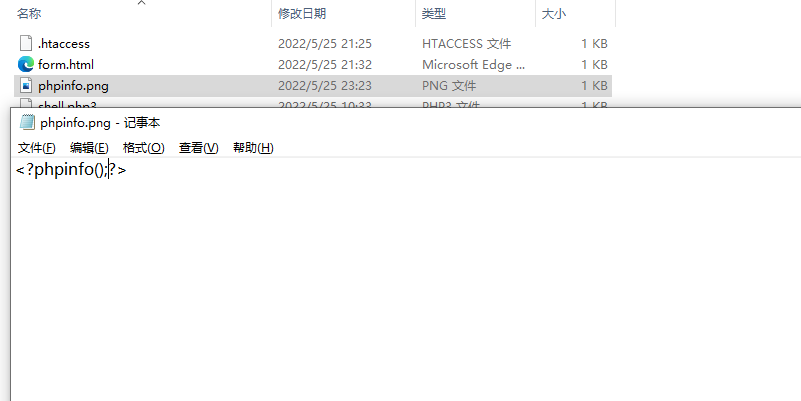 名称 修改日期 类型 大小
.htaccess 2022/5/25 21:25 HTACCESS 文件 1 KB
form.html 2022/5/25 21:32 Microsoft Edge ... 1 KB
phpinfo.png 2022/5/25 23:23 PNG 文件 1 KB
shell.php3 2022/5/25 10:33 PHP3 文件 1 KB
phpinfo.png - 记事本
文件(F) 编辑(E) 格式(O) 查看(V) 帮助(H)
<?phpinfo();?>